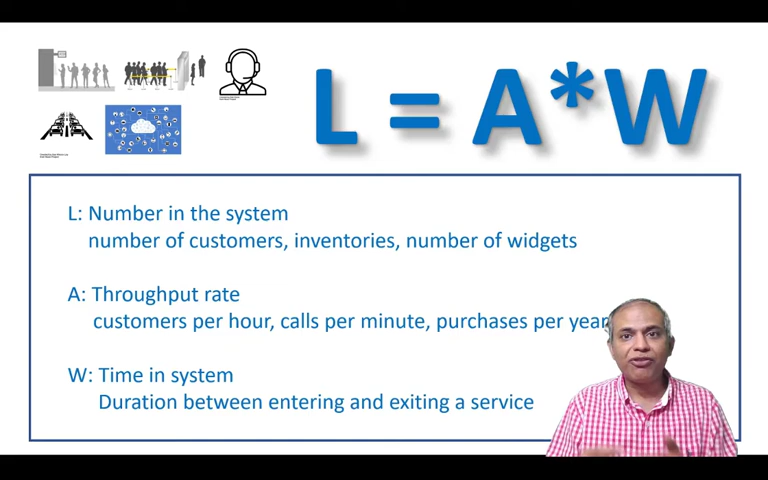 L = A*W
L: Number in the system
number of customers, inventories, number of widgets
A: Throughput rate
customers per hour, calls per minute, purchases per year
W: Time in system
Duration between entering and exiting a service